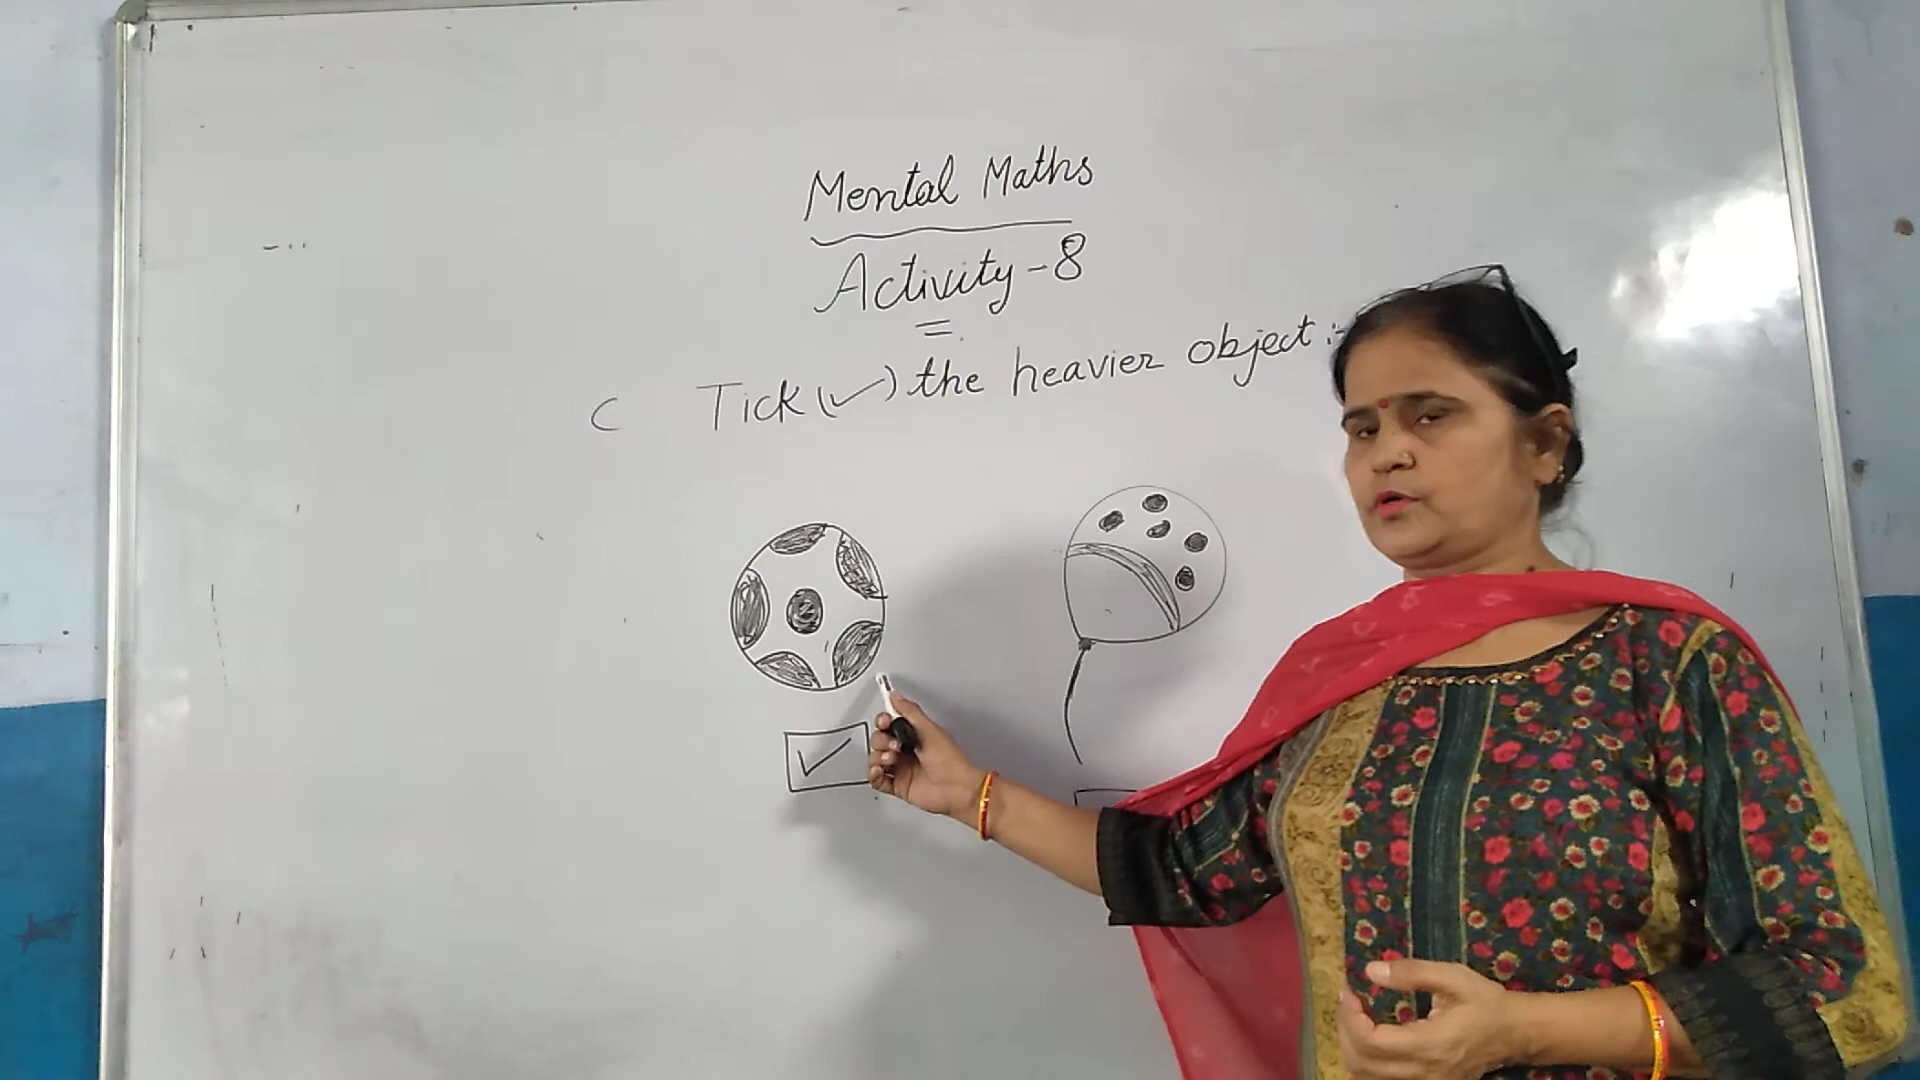 Mental Maths
Activity-8
C Tick (✓) the heavier object :-
✓